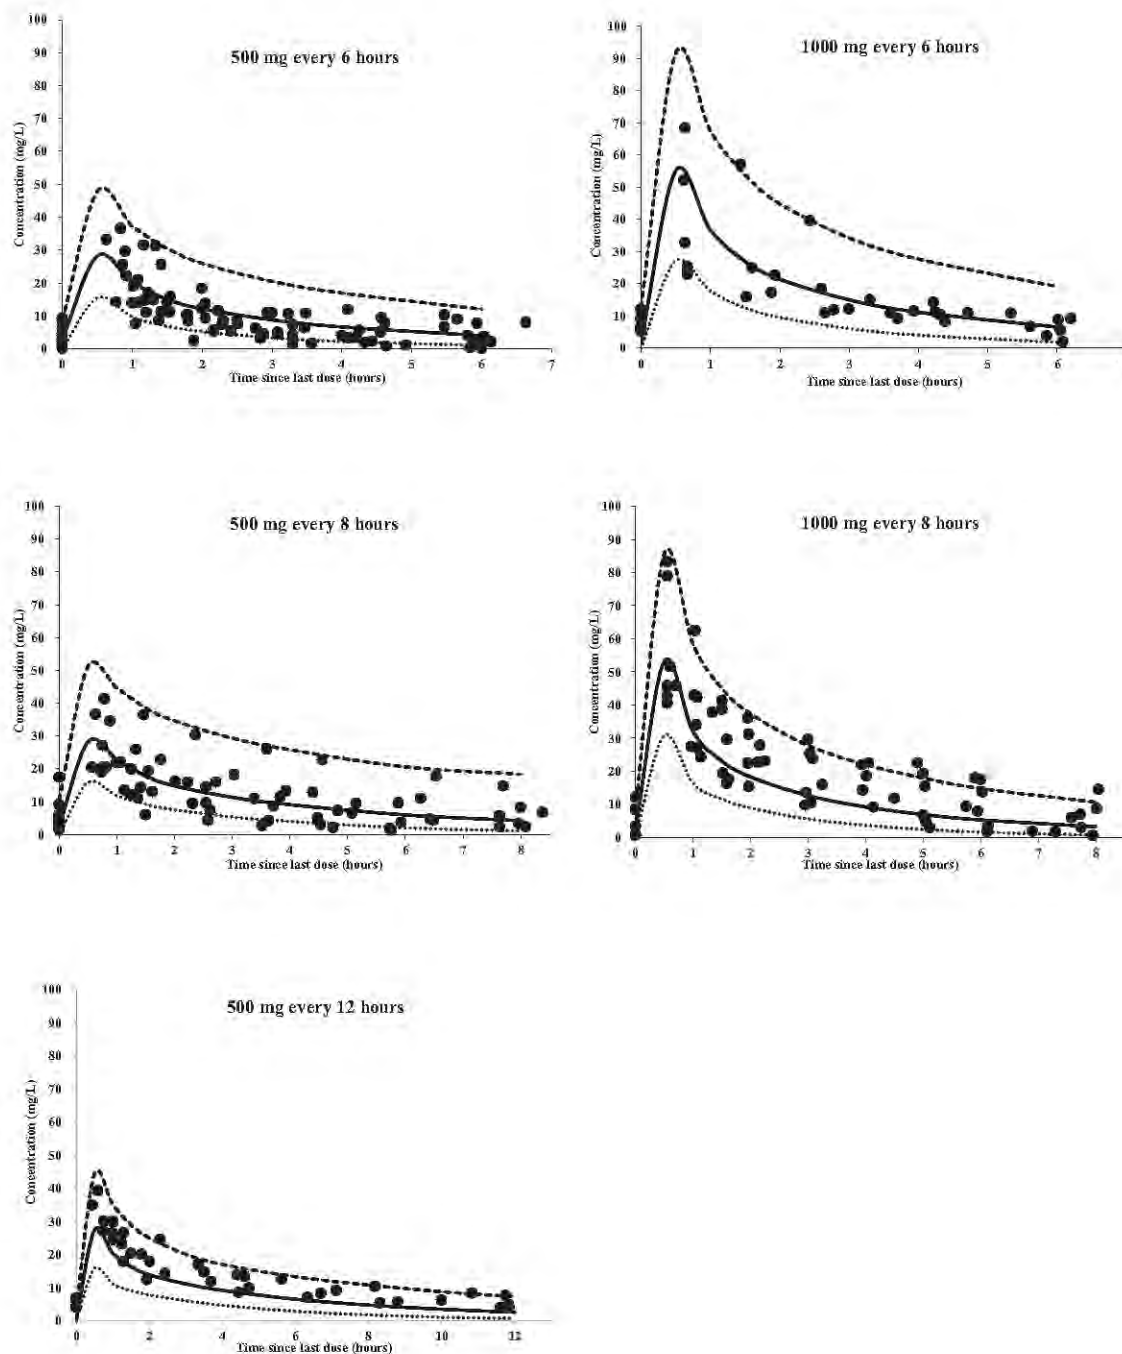 500 mg every 6 hours
Concentration (mg/L)
100
90
80
70
60
50
40
30
20
10
0
0 1 2 3 4 5 6 7
Time since last dose (hours)
1000 mg every 6 hours
Concentration (mg/L)
100
90
80
70
60
50
40
30
20
10
0
0 1 2 3 4 5 6
Time since last dose (hours)
500 mg every 8 hours
Concentration (mg/L)
100
90
80
70
60
50
40
30
20
10
0
0 1 2 3 4 5 6 7 8
Time since last dose (hours)
1000 mg every 8 hours
Concentration (mg/L)
100
90
80
70
60
50
40
30
20
10
0
0 1 2 3 4 5 6 7 8
Time since last dose (hours)
500 mg every 12 hours
Concentration (mg/L)
100
90
80
70
60
50
40
30
20
10
0
0 2 4 6 8 10 12
Time since last dose (hours)